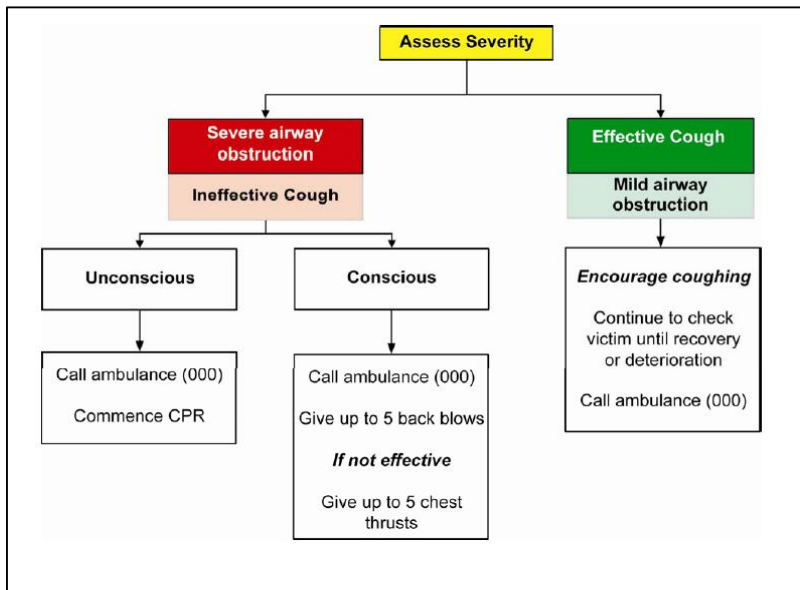 Assess Severity
Severe airway
obstruction
Ineffective Cough
Effective Cough
Mild airway
obstruction
Unconscious
Conscious
Encourage coughing
Continue to check
victim until recovery
or deterioration
Call ambulance (000)
Call ambulance (000)
Commence CPR
Call ambulance (000)
Give up to 5 back blows
If not effective
Give up to 5 chest
thrusts